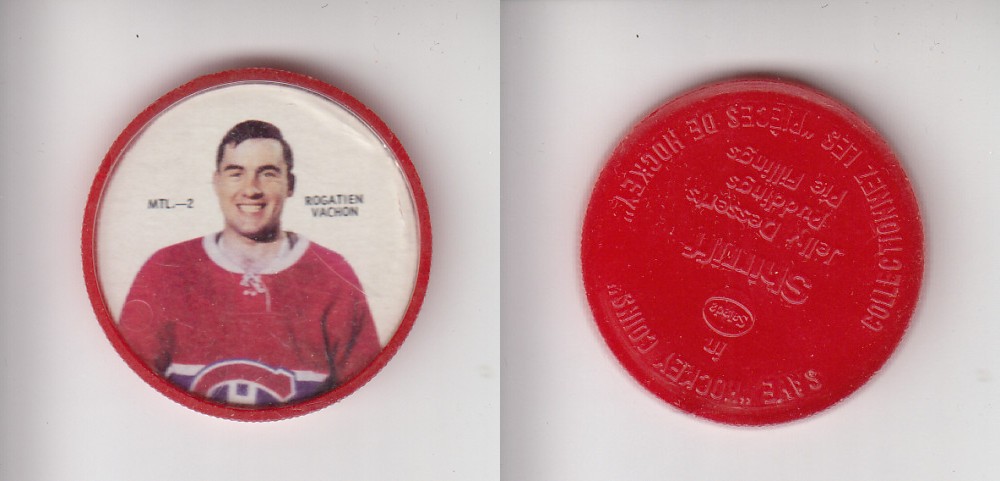 MTL.—2
ROGATIEN
VACHON
SAVE "HOCKEY COINS"
in
Salada
Shirriff
Jelly Desserts
Puddings
Pie Fillings
COLLECTIONNEZ LES "PIÈCES DE HOCKEY"